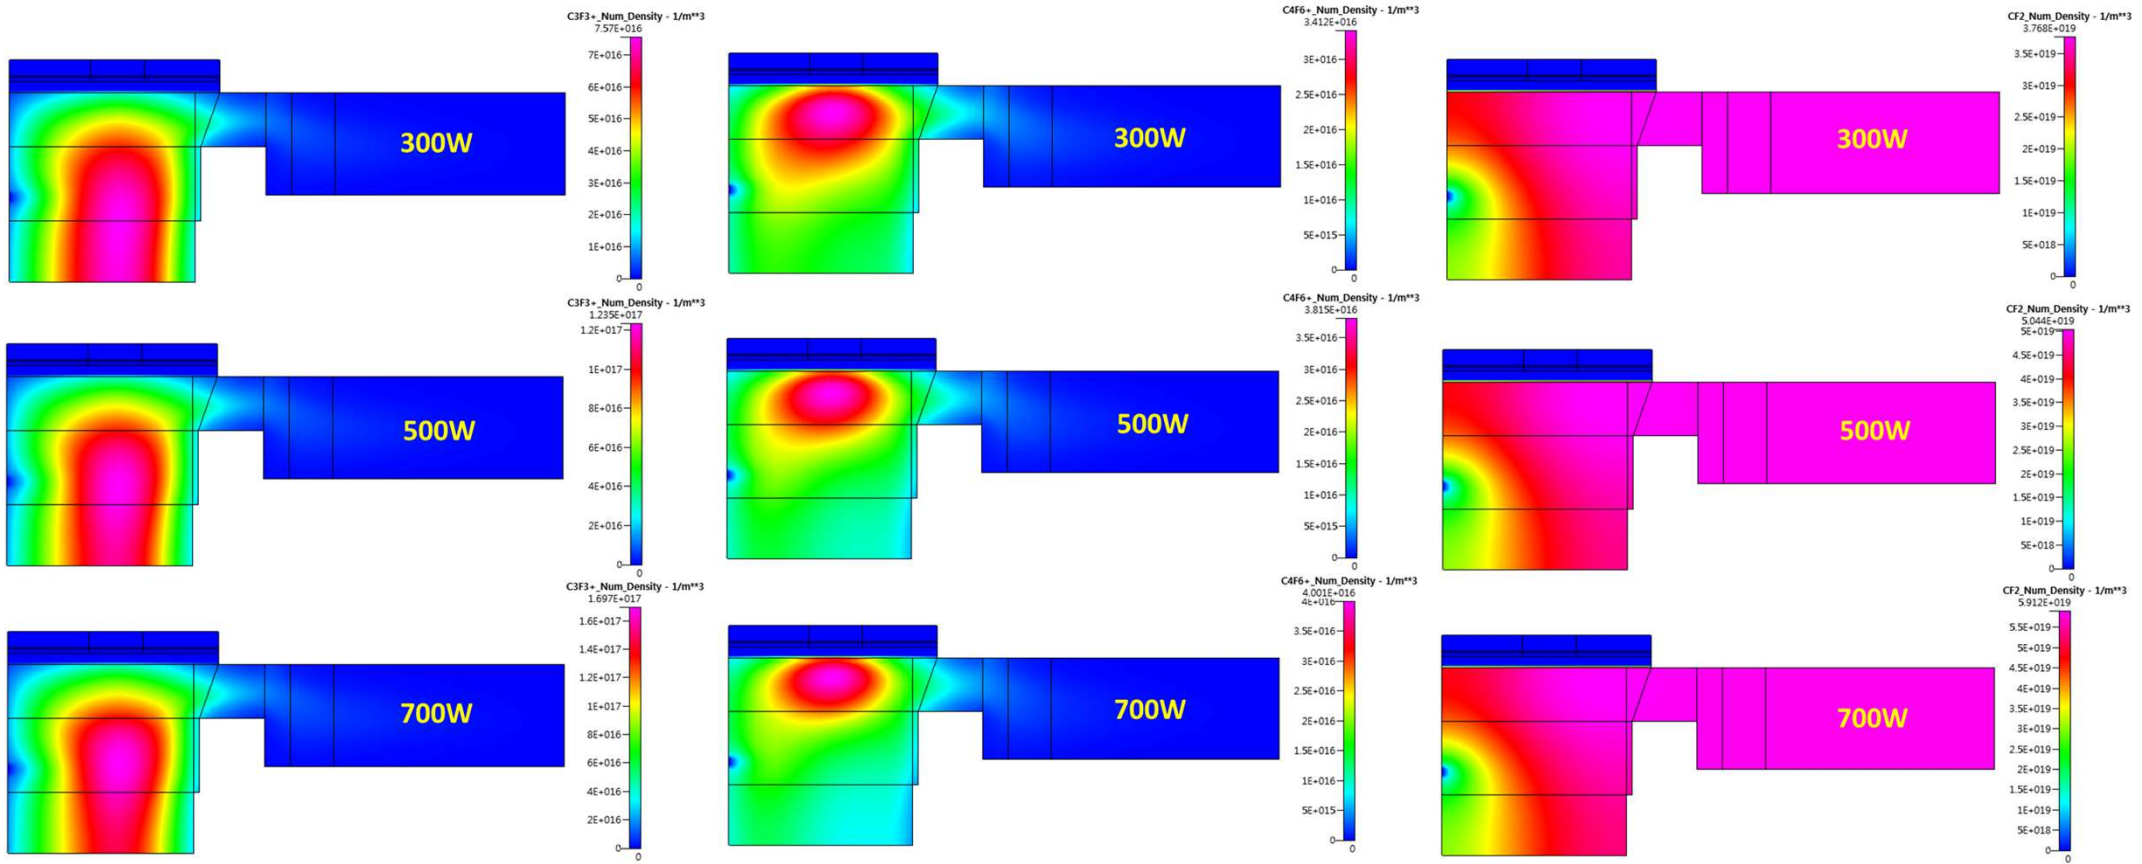 C3F3+_Num_Density - 1/m**3
7.57E+016
7E+016
6E+016
5E+016
4E+016
3E+016
2E+016
1E+016
0
0
300W
C4F6+_Num_Density - 1/m**3
3.412E+016
3E+016
2.5E+016
2E+016
1.5E+016
1E+016
5E+015
0
0
300W
CF2_Num_Density - 1/m**3
3.768E+019
3.5E+019
3E+019
2.5E+019
2E+019
1.5E+019
1E+019
5E+018
0
0
300W
C3F3+_Num_Density - 1/m**3
1.235E+017
1.2E+017
1E+017
8E+016
6E+016
4E+016
2E+016
0
0
500W
C4F6+_Num_Density - 1/m**3
3.815E+016
3.5E+016
3E+016
2.5E+016
2E+016
1.5E+016
1E+016
5E+015
0
0
500W
CF2_Num_Density - 1/m**3
5.044E+019
5E+019
4.5E+019
4E+019
3.5E+019
3E+019
2.5E+019
2E+019
1.5E+019
1E+019
5E+018
0
0
500W
C3F3+_Num_Density - 1/m**3
1.697E+017
1.6E+017
1.4E+017
1.2E+017
1E+017
8E+016
6E+016
4E+016
2E+016
0
0
700W
C4F6+_Num_Density - 1/m**3
4.001E+016
4E+016
3.5E+016
3E+016
2.5E+016
2E+016
1.5E+016
1E+016
5E+015
0
0
700W
CF2_Num_Density - 1/m**3
5.912E+019
5.5E+019
5E+019
4.5E+019
4E+019
3.5E+019
3E+019
2.5E+019
2E+019
1.5E+019
1E+019
5E+018
0
0
700W